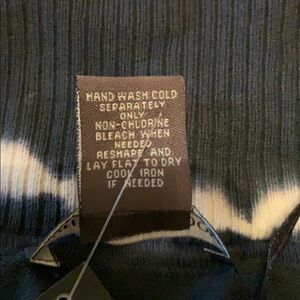 HAND WASH COLD
SEPARATELY
ONLY
NON-CHLORINE
BLEACH WHEN
NEEDED
RESHAPE AND
LAY FLAT TO DRY
COOL IRON
IF NEEDED